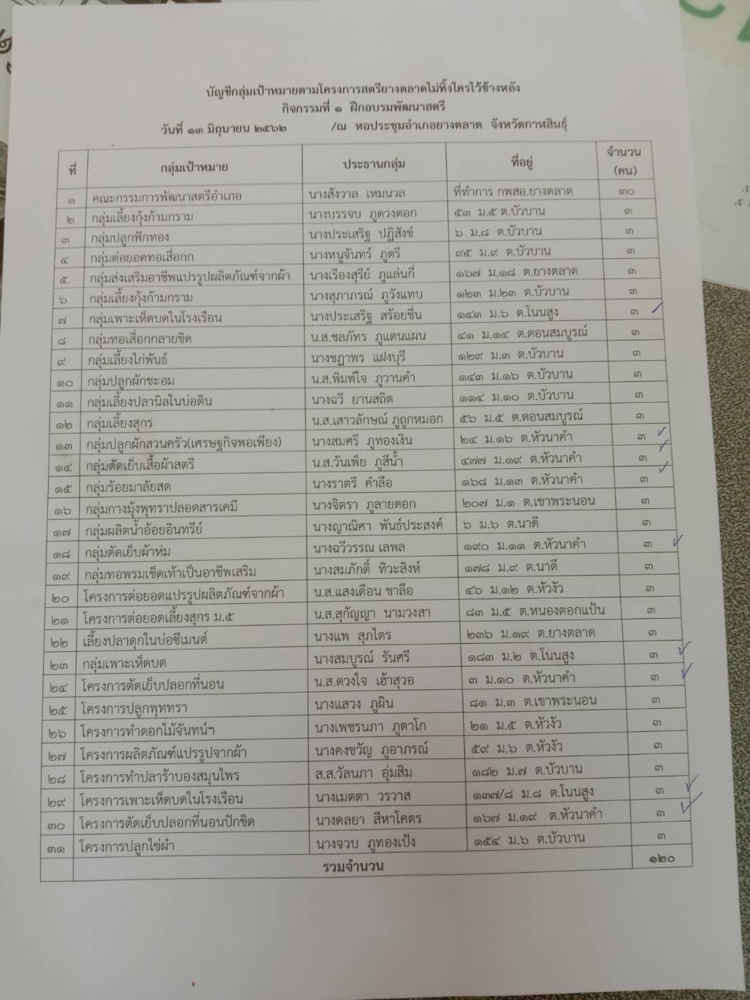 บัญชีกลุ่มเป้าหมายตามโครงการสตรียางตลาดไม่ทิ้งใครไว้ข้างหลัง
กิจกรรมที่ ๑ ฝึกอบรมพัฒนาสตรี
วันที่ ๑๓ มิถุนายน ๒๕๖๒ /ณ หอประชุมอำเภอยางตลาด จังหวัดกาฬสินธุ์
ที่ กลุ่มเป้าหมาย ประธานกลุ่ม ที่อยู่ จำนวน (คน)
๑ คณะกรรมการพัฒนาสตรีอำเภอ นางสังวาล เหมนวล ที่ทำการ กพสอ.ยางตลาด ๓๐
๒ กลุ่มเลี้ยงกุ้งก้ามกราม นางบรรจบ ภูดวงดอก ๕๓ ม.๕ ต.บัวบาน ๓
๓ กลุ่มปลูกฟักทอง นางประเสริฐ ปฏิสังข์ ๖ ม.๘ ต.บัวบาน ๓
๔ กลุ่มต่อยอดทอเสื่อกก นางหนูจันทร์ ภูตรี ๙๕ ม.๙ ต.บัวบาน ๓
๕ กลุ่มส่งเสริมอาชีพแปรรูปผลิตภัณฑ์จากผ้า นางเรืองสุรีย์ ภูแล่นกี่ ๑๖๗ ม.๑๘ ต.ยางตลาด ๓
๖ กลุ่มเลี้ยงกุ้งก้ามกราม นางสุภาภรณ์ ภูวังแทบ ๑๒๓ ม.๒๓ ต.บัวบาน ๓
๗ กลุ่มเพาะเห็ดบดในโรงเรือน นางประเสริฐ สร้อยชื่น ๑๔๓ ม.๖ ต.โนนสูง ๓
๘ กลุ่มทอเสื่อกกลายขิด น.ส.ชลภัทร ภูแดนแผน ๔๑ ม.๑๔ ต.ดอนสมบูรณ์ ๓
๙ กลุ่มเลี้ยงไก่พันธ์ นางชฎาพร แฝงบุรี ๑๒๙ ม.๓ ต.บัวบาน ๓
๑๐ กลุ่มปลูกผักชะอม น.ส.พิมพ์ใจ ภูวานคำ ๑๔๓ ม.๑๖ ต.บัวบาน ๓
๑๑ กลุ่มเลี้ยงปลานิลในบ่อดิน นางฉวี ยานสถิต ๑๑๔ ม.๑๐ ต.บัวบาน ๓
๑๒ กลุ่มเลี้ยงสุกร น.ส.เสาวลักษณ์ ภูถูกหมอก ๕๖ ม.๕ ต.ดอนสมบูรณ์ ๓
๑๓ กลุ่มปลูกผักสวนครัว(เศรษฐกิจพอเพียง) นางสมศรี ภูทองเงิน ๒๔ ม.๑๖ ต.หัวนาคำ ๓
๑๔ กลุ่มตัดเย็บเสื้อผ้าสตรี น.ส.วันเพ็ย ภูสีน้ำ ๔๗๗ ม.๑๙ ต.หัวนาคำ ๓
๑๕ กลุ่มร้อยมาลัยสด นางราตรี คำลือ ๑๖๘ ม.๑๓ ต.หัวนาคำ ๓
๑๖ กลุ่มกางมุ้งพุทราปลอดสารเคมี นางจิตรา ภูลายดอก ๒๐๗ ม.๑ ต.เขาพระนอน ๓
๑๗ กลุ่มผลิตน้ำอ้อยอินทรีย์ นางญาณิศา พันธ์ประสงค์ ๖ ม.๖ ต.นาดี ๓
๑๘ กลุ่มตัดเย็บผ้าห่ม นางฉวีวรรณ เลพล ๑๙๐ ม.๑๑ ต.หัวนาคำ ๓
๑๙ กลุ่มทอพรมเช็ดเท้าเป็นอาชีพเสริม นางสมภักดิ์ ทิวะสิงห์ ๑๗๘ ม.๙ ต.นาดี ๓
๒๐ โครงการต่อยอดแปรรูปผลิตภัณฑ์จากผ้า น.ส.แสงเดือน ชาลือ ๔๖ ม.๑๒ ต.หัวงัว ๓
๒๑ โครงการต่อยอดเลี้ยงสุกร ม.๕ น.ส.สุกัญญา นามวงสา ๘๓ ม.๕ ต.หนองตอกแป้น ๓
๒๒ เลี้ยงปลาดุกในบ่อซีเมนต์ นางแพ สุภไตร ๒๓๖ ม.๑๙ ต.ยางตลาด ๓
๒๓ กลุ่มเพาะเห็ดบด นางสมบูรณ์ รันศรี ๑๘๓ ม.๒ ต.โนนสูง ๓
๒๔ โครงการตัดเย็บปลอกที่นอน น.ส.ดวงใจ เฮ้าสุวอ ๓ ม.๑๐ ต.หัวนาคำ ๓
๒๕ โครงการปลูกพุททรา นางแสวง ภูผิน ๘๑ ม.๓ ต.เขาพระนอน ๓
๒๖ โครงการทำดอกไม้จันทน์ฯ นางเพชรนภา ภูตาโก ๒๑ ม.๕ ต.หัวงัว ๓
๒๗ โครงการผลิตภัณฑ์แปรรูปจากผ้า นางคงขวัญ ภูอาภรณ์ ๕๙ ม.๖ ต.หัวงัว ๓
๒๘ โครงการทำปลาร้าบองสมุนไพร ส.ส.วัลนภา อุ่มสิม ๑๘๒ ม.๗ ต.บัวบาน ๓
๒๙ โครงการเพาะเห็ดบดในโรงเรือน นางเมตตา วรวาส ๑๓๗/๘ ม.๘ ต.โนนสูง ๓
๓๐ โครงการตัดเย็บปลอกที่นอนปักขิด นางดลยา สีหาโคตร ๑๖๗ ม.๑๙ ต.หัวนาคำ ๓
๓๑ โครงการปลูกไข่ผำ นางจวบ ภูทองเป้ง ๑๕๔ ม.๖ ต.บัวบาน ๓
รวมจำนวน ๑๒๐